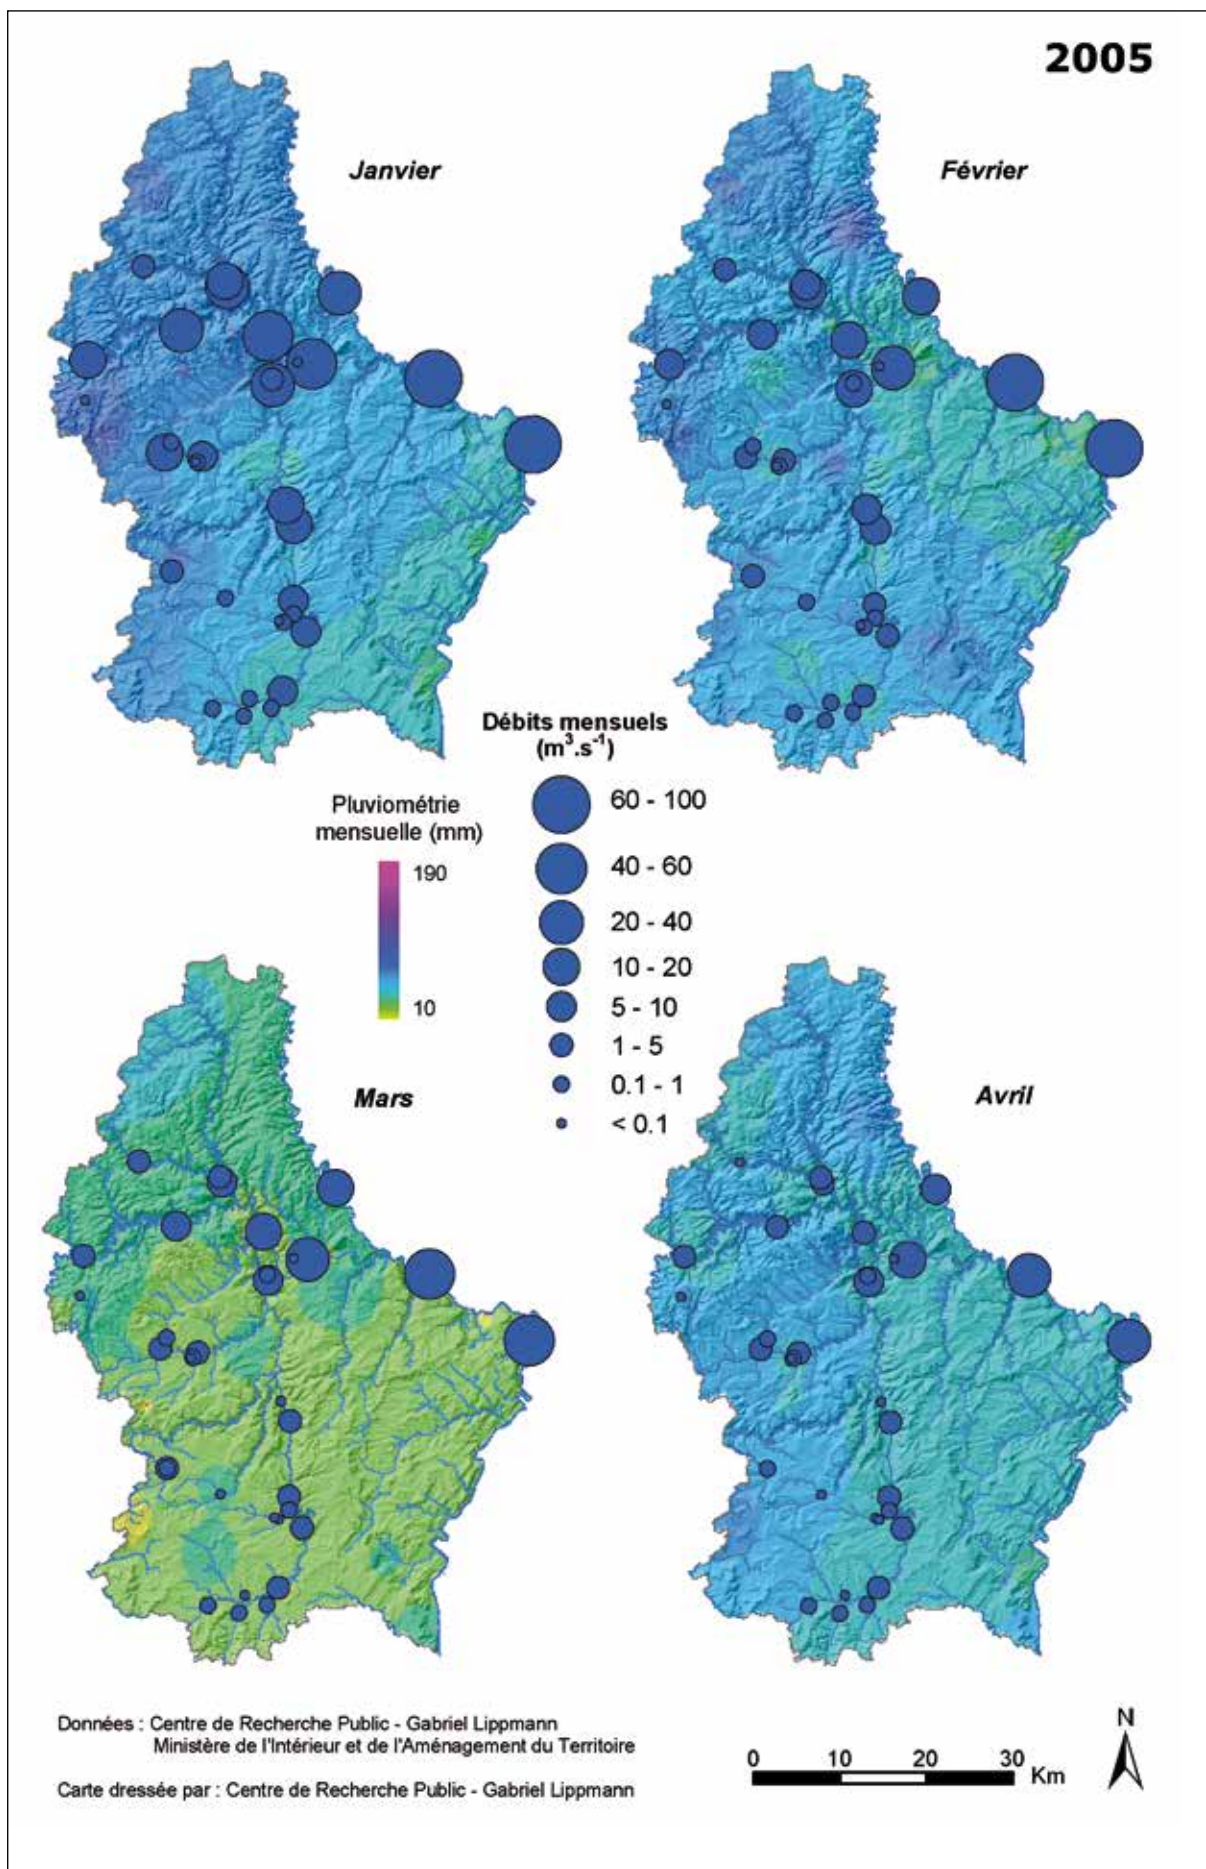 2005
Janvier
Février
Débits mensuels
(m³.s⁻¹)
60 - 100
40 - 60
20 - 40
10 - 20
5 - 10
1 - 5
0.1 - 1
< 0.1
Pluviométrie
mensuelle (mm)
190
10
Mars
Avril
Données : Centre de Recherche Public - Gabriel Lippmann
Ministère de l'Intérieur et de l'Aménagement du Territoire
Carte dressée par : Centre de Recherche Public - Gabriel Lippmann
0 10 20 30
Km
N